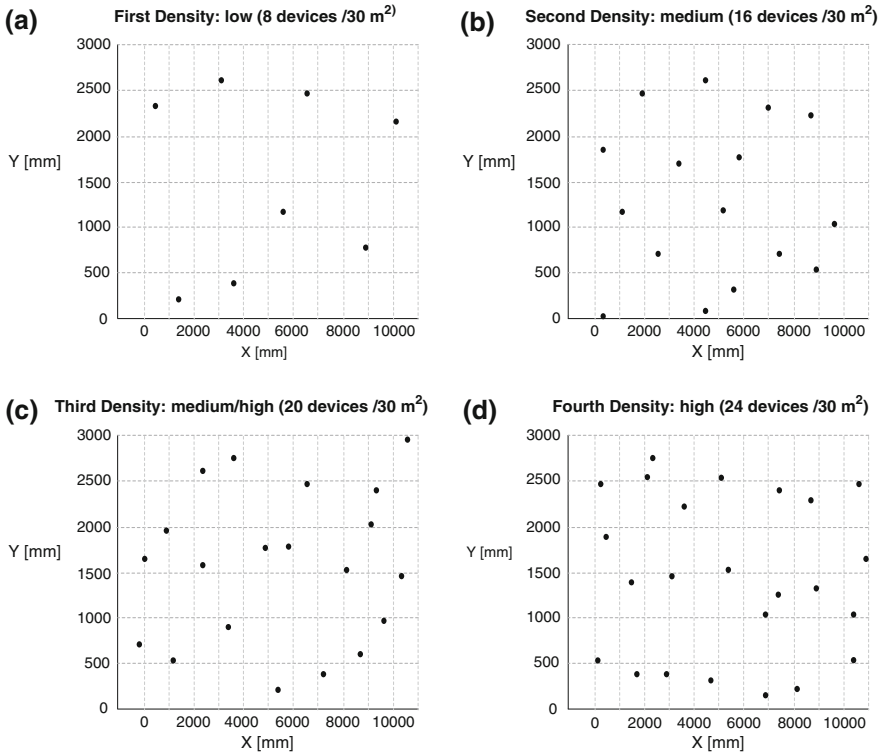 (a) First Density: low (8 devices /30 m²)
3000
2500
2000
Y [mm]
1500
1000
500
0
0 2000 4000 6000 8000 10000
X [mm]
(b) Second Density: medium (16 devices /30 m²)
3000
2500
2000
Y [mm]
1500
1000
500
0
0 2000 4000 6000 8000 10000
X [mm]
(c) Third Density: medium/high (20 devices /30 m²)
3000
2500
2000
Y [mm]
1500
1000
500
0
0 2000 4000 6000 8000 10000
X [mm]
(d) Fourth Density: high (24 devices /30 m²)
3000
2500
2000
Y [mm]
1500
1000
500
0
0 2000 4000 6000 8000 10000
X [mm]